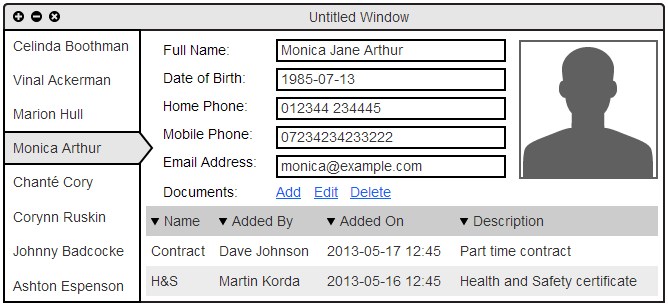 Untitled Window
Celinda Boothman
Vinal Ackerman
Marion Hull
Monica Arthur
Chanté Cory
Corynn Ruskin
Johnny Badcocke
Ashton Espenson
Full Name: Monica Jane Arthur
Date of Birth: 1985-07-13
Home Phone: 012344 234445
Mobile Phone: 07234234233222
Email Address: monica@example.com
Documents: Add Edit Delete
Name Added By Added On Description
Contract Dave Johnson 2013-05-17 12:45 Part time contract
H&S Martin Korda 2013-05-16 12:45 Health and Safety certificate